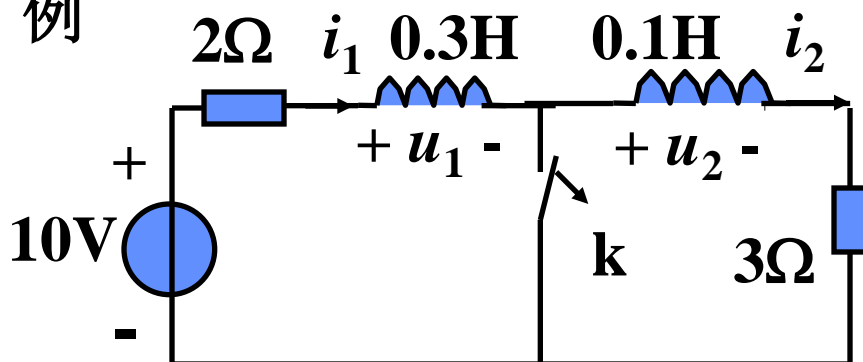 例
2Ω i₁ 0.3H 0.1H i₂
+ u₁ - + u₂ -
+
10V k 3Ω
-